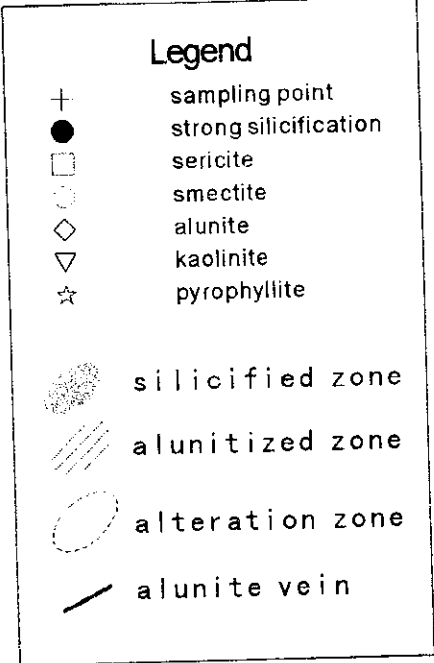 Legend
sampling point
strong silicification
sericite
smectite
alunite
kaolinite
pyrophyllite
silicified zone
alunitized zone
alteration zone
alunite vein